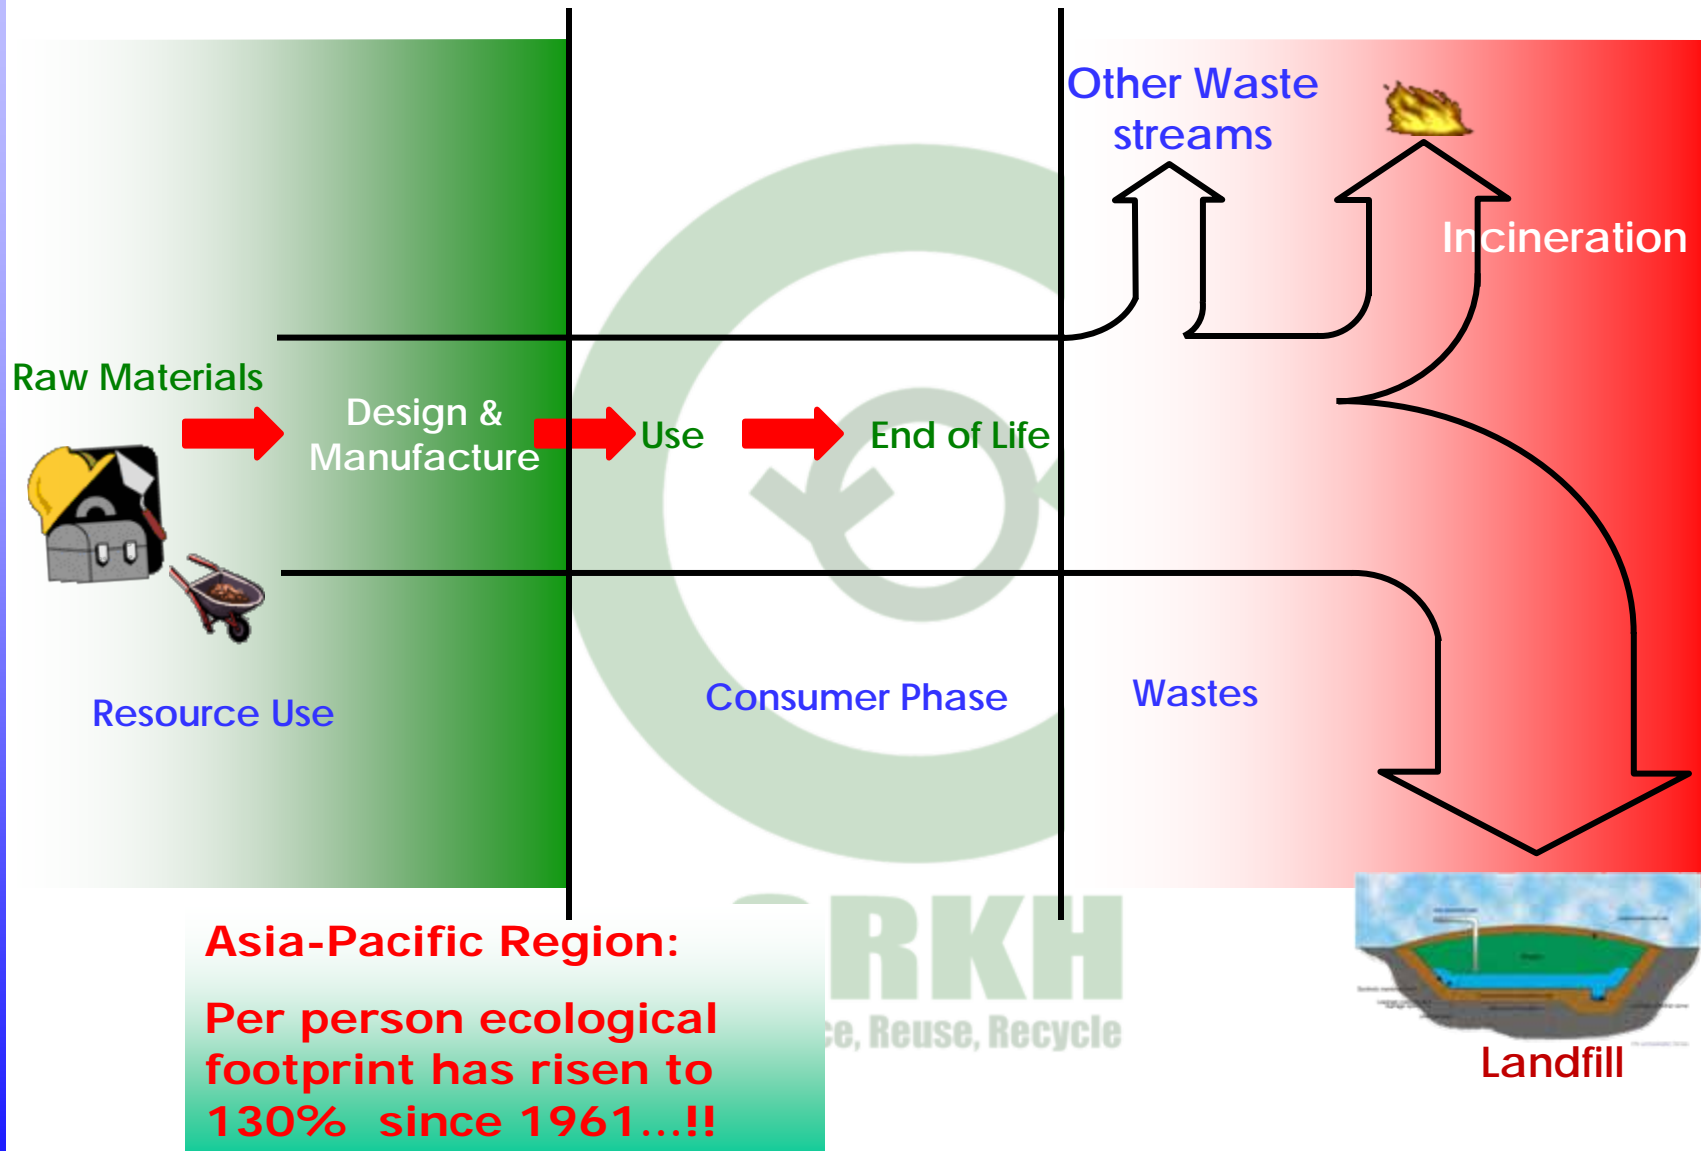 Other Waste
streams
Incineration
Raw Materials
Design &
Manufacture
Use
End of Life
Resource Use
Consumer Phase
Wastes
Asia-Pacific Region:
Per person ecological
footprint has risen to
130% since 1961...!!
RKH
ce, Reuse, Recycle
Landfill